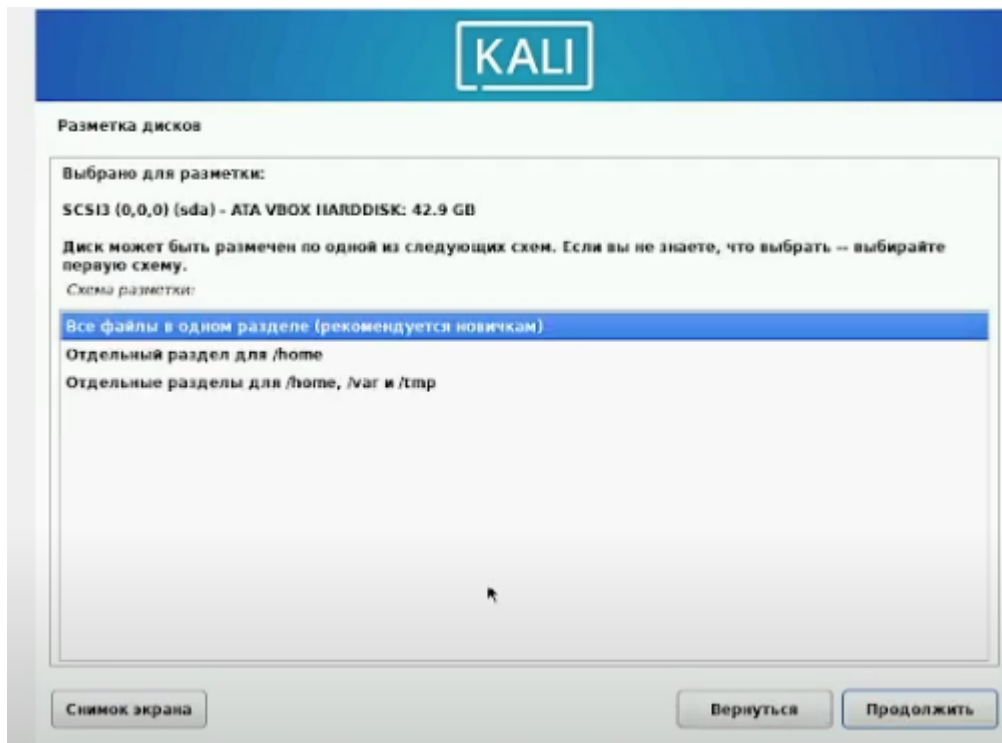 KALI
Разметка дисков
Выбрано для разметки:
SCSI3 (0,0,0) (sda) - ATA VBOX HARDDISK: 42.9 GB
Диск может быть размечен по одной из следующих схем. Если вы не знаете, что выбрать -- выбирайте
первую схему.
Схема разметки:
Все файлы в одном разделе (рекомендуется новичкам)
Отдельный раздел для /home
Отдельные разделы для /home, /var и /tmp
Снимок экрана
Вернуться
Продолжить